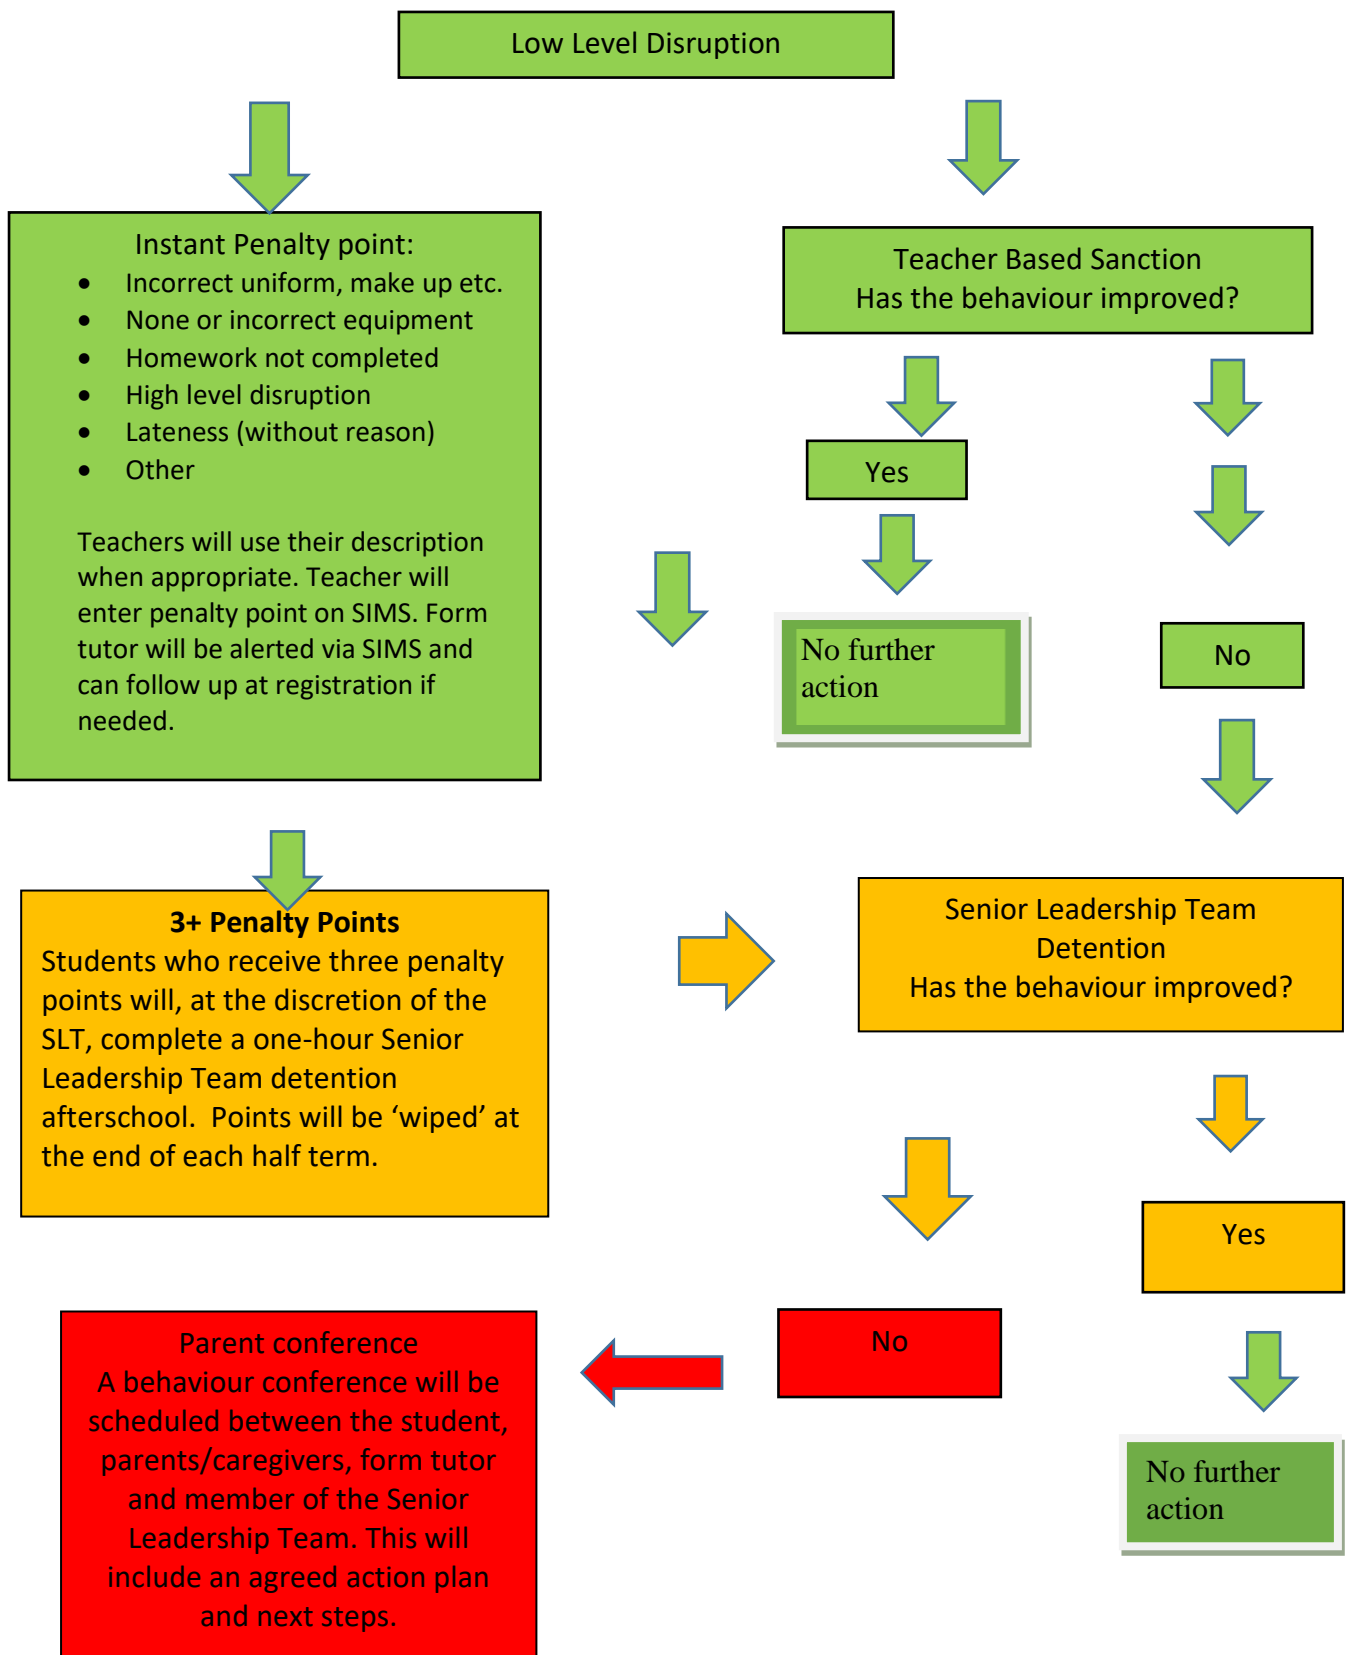 Low Level Disruption
Instant Penalty point:
• Incorrect uniform, make up etc.
• None or incorrect equipment
• Homework not completed
• High level disruption
• Lateness (without reason)
• Other
Teachers will use their description
when appropriate. Teacher will
enter penalty point on SIMS. Form
tutor will be alerted via SIMS and
can follow up at registration if
needed.
Teacher Based Sanction
Has the behaviour improved?
Yes
No further
action
No
3+ Penalty Points
Students who receive three penalty
points will, at the discretion of the
SLT, complete a one-hour Senior
Leadership Team detention
afterschool.  Points will be ‘wiped’ at
the end of each half term.
Senior Leadership Team
Detention
Has the behaviour improved?
Yes
No
No further
action
Parent conference
A behaviour conference will be
scheduled between the student,
parents/caregivers, form tutor
and member of the Senior
Leadership Team. This will
include an agreed action plan
and next steps.